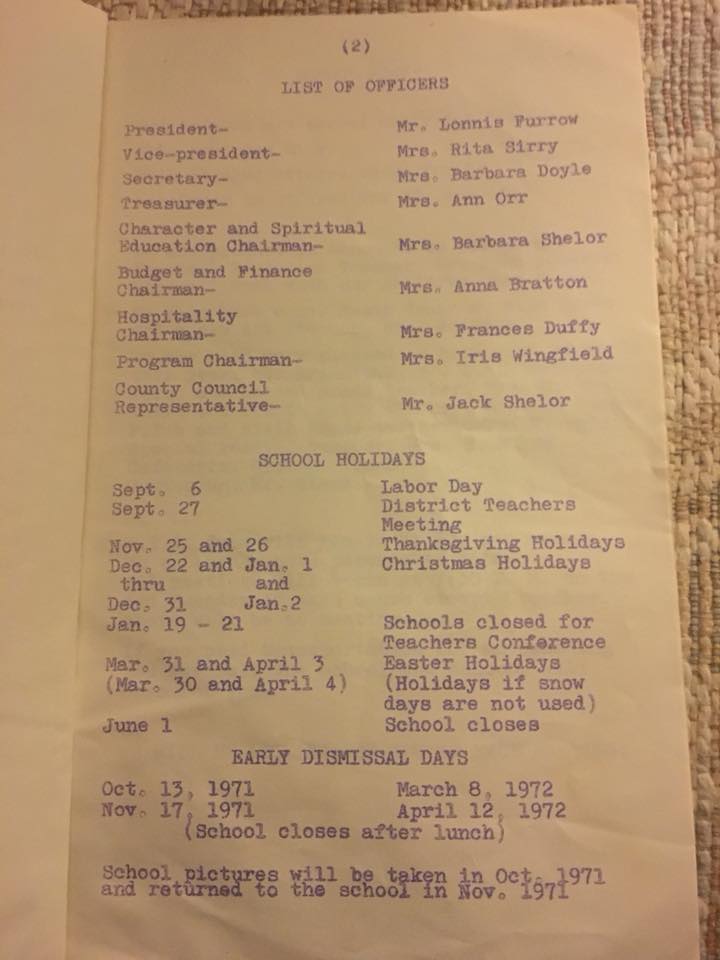 (2)
LIST OF OFFICERS
President- Mr. Lonnis Furrow
Vice-president- Mrs. Rita Sirry
Secretary- Mrs. Barbara Doyle
Treasurer- Mrs. Ann Orr
Character and Spiritual
Education Chairman- Mrs. Barbara Shelor
Budget and Finance
Chairman- Mrs. Anna Bratton
Hospitality
Chairman- Mrs. Frances Duffy
Program Chairman- Mrs. Iris Wingfield
County Council
Representative- Mr. Jack Shelor
SCHOOL HOLIDAYS
Sept. 6 Labor Day
Sept. 27 District Teachers
Meeting
Nov. 25 and 26 Thanksgiving Holidays
Dec. 22 and Jan. 1 Christmas Holidays
thru and
Dec. 31 Jan.2
Jan. 19 - 21 Schools closed for
Teachers Conference
Mar. 31 and April 3 Easter Holidays
(Mar. 30 and April 4) (Holidays if snow
days are not used)
June 1 School closes
EARLY DISMISSAL DAYS
Oct. 13, 1971 March 8, 1972
Nov. 17, 1971 April 12, 1972
(School closes after lunch)
School pictures will be taken in Oct. 1971
and returned to the school in Nov. 1971